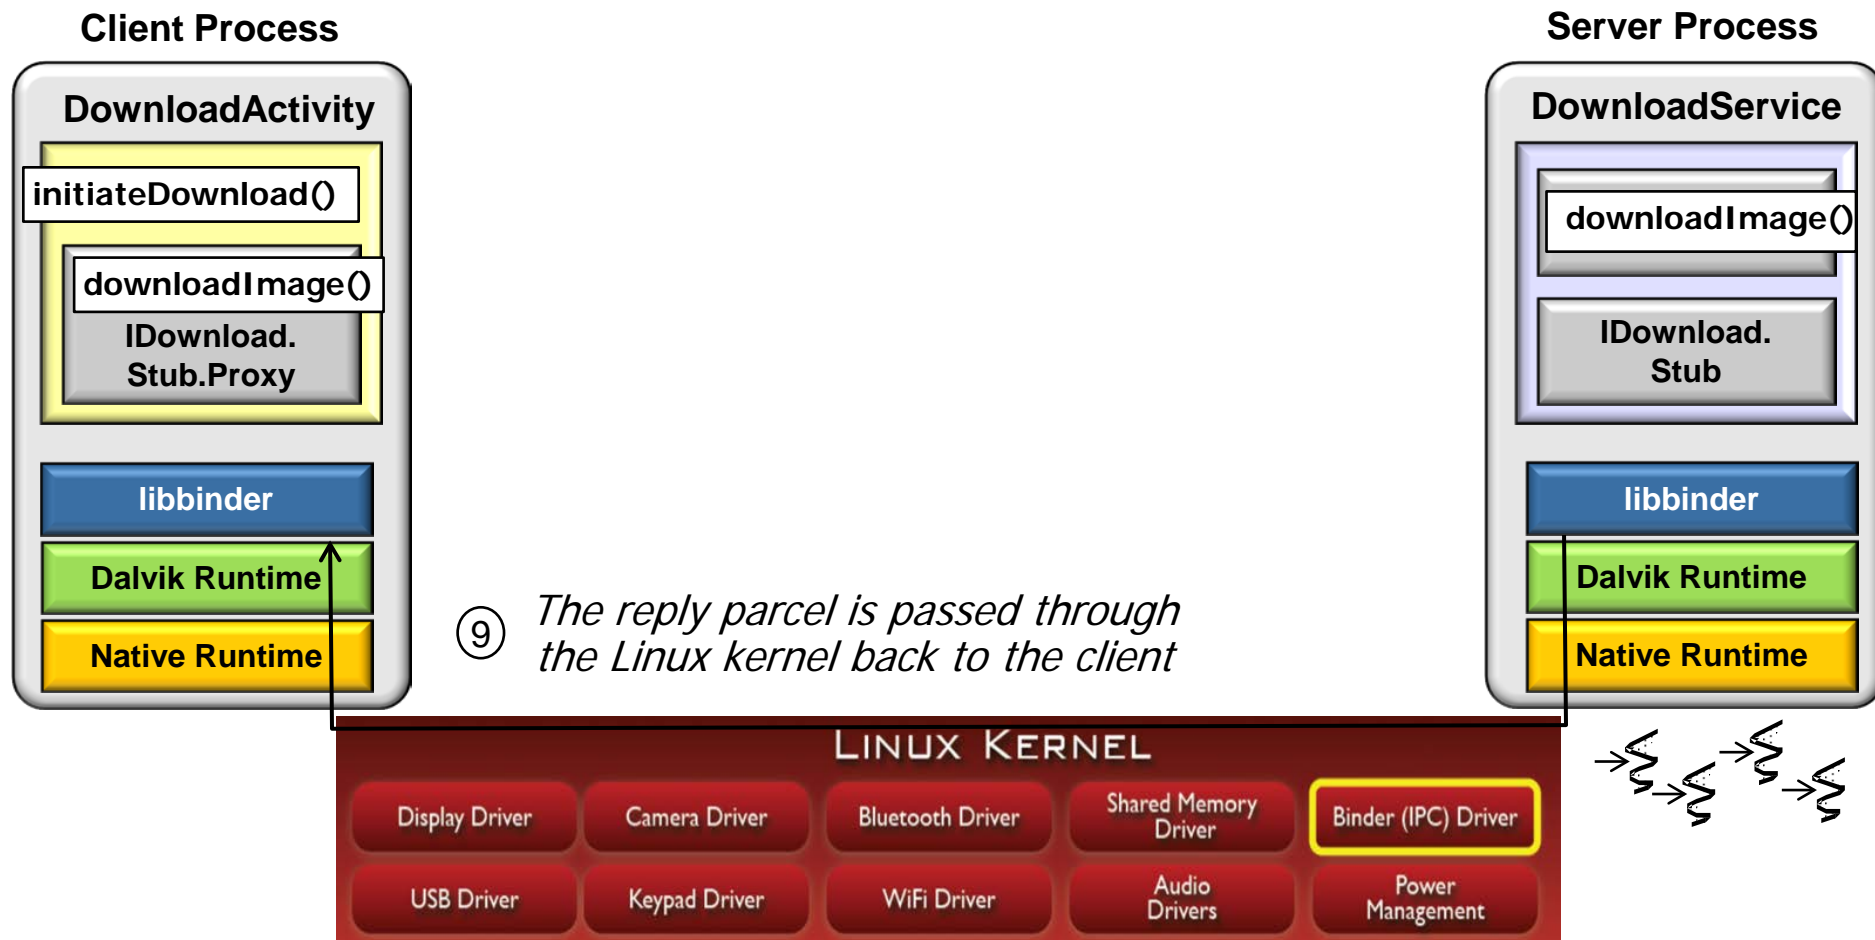 Client Process
DownloadActivity
initiateDownload()
downloadImage()
IDownload.
Stub.Proxy
libbinder
Dalvik Runtime
Native Runtime
Server Process
DownloadService
downloadImage()
IDownload.
Stub
libbinder
Dalvik Runtime
Native Runtime
9
The reply parcel is passed through
the Linux kernel back to the client
LINUX KERNEL
Display Driver
Camera Driver
Bluetooth Driver
Shared Memory
Driver
Binder (IPC) Driver
USB Driver
Keypad Driver
WiFi Driver
Audio
Drivers
Power
Management